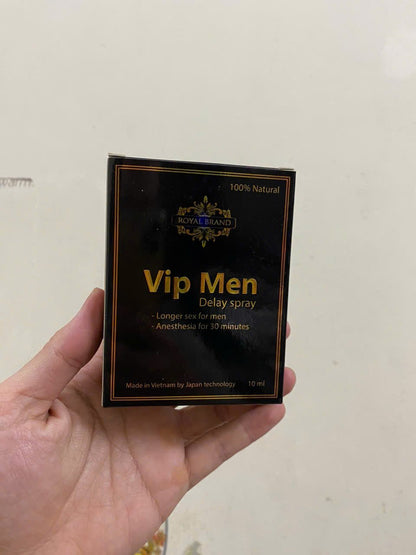 warm.
100% Natural
ROYAL BRAND
Vip Men
Delay spray
- Longer sex for men
- Anesthesia for 30 minutes
Made in Vietnam by Japan technology
10 ml